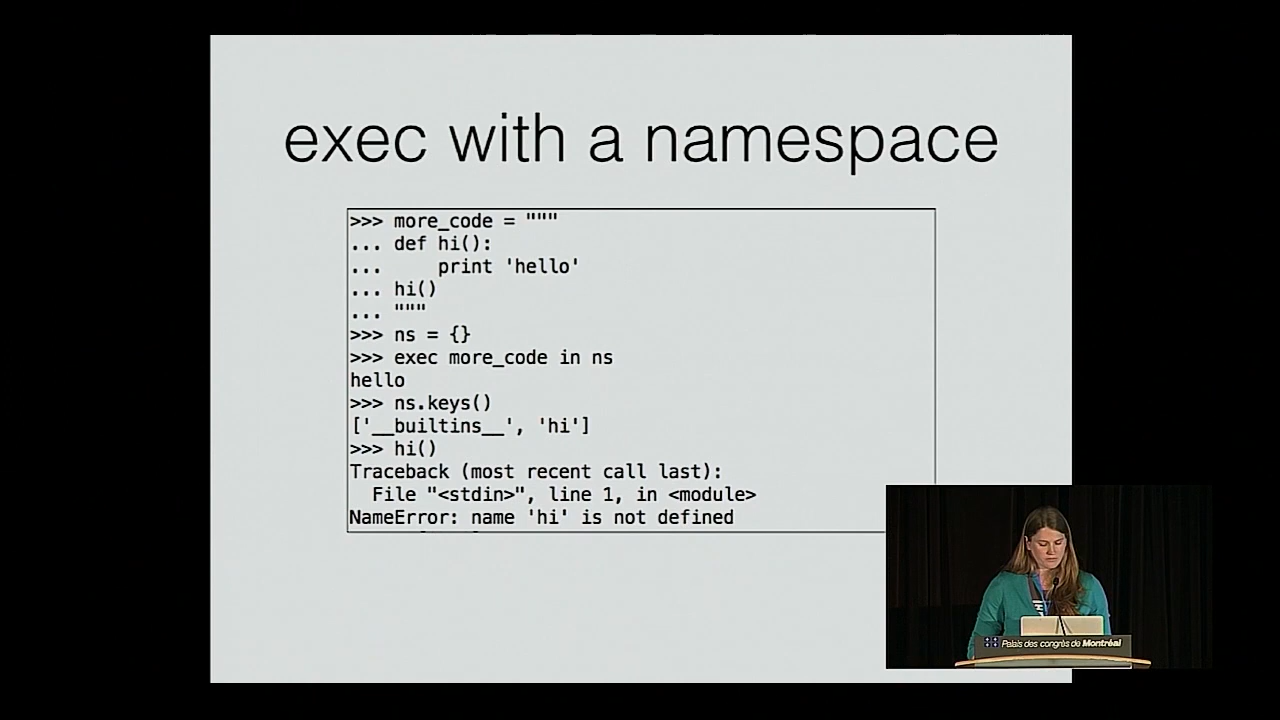 exec with a namespace
>>> more_code = """
... def hi():
...     print 'hello'
... hi()
... """
>>> ns = {}
>>> exec more_code in ns
hello
>>> ns.keys()
['__builtins__', 'hi']
>>> hi()
Traceback (most recent call last):
  File "<stdin>", line 1, in <module>
NameError: name 'hi' is not defined
Palais des congrès de Montréal